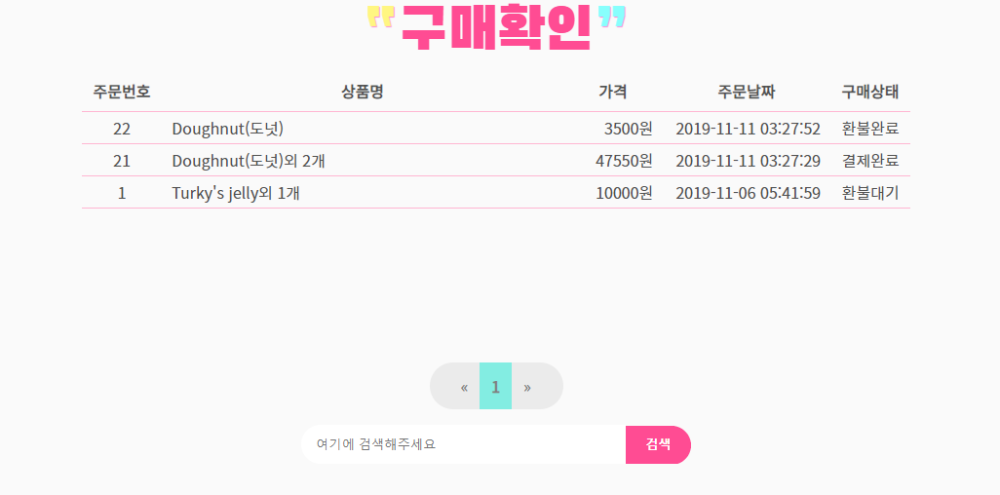 "구매확인"
주문번호 상품명 가격 주문날짜 구매상태
22 Doughnut(도넛) 3500원 2019-11-11 03:27:52 환불완료
21 Doughnut(도넛)외 2개 47550원 2019-11-11 03:27:29 결제완료
1 Turky's jelly외 1개 10000원 2019-11-06 05:41:59 환불대기
« 1 »
여기에 검색해주세요 검색